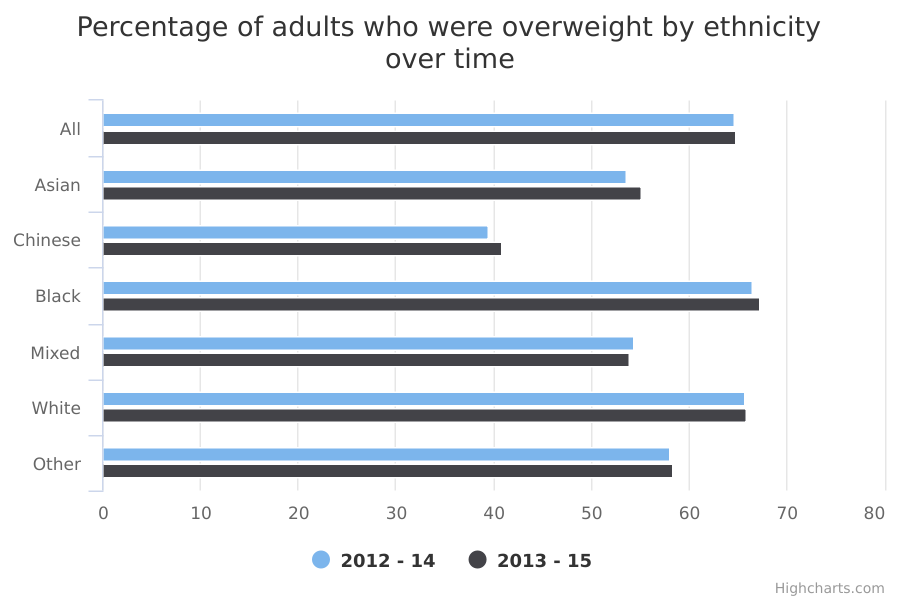 Percentage of adults who were overweight by ethnicity
over time
All
Asian
Chinese
Black
Mixed
White
Other
0 10 20 30 40 50 60 70 80
2012 - 14 2013 - 15
Highcharts.com